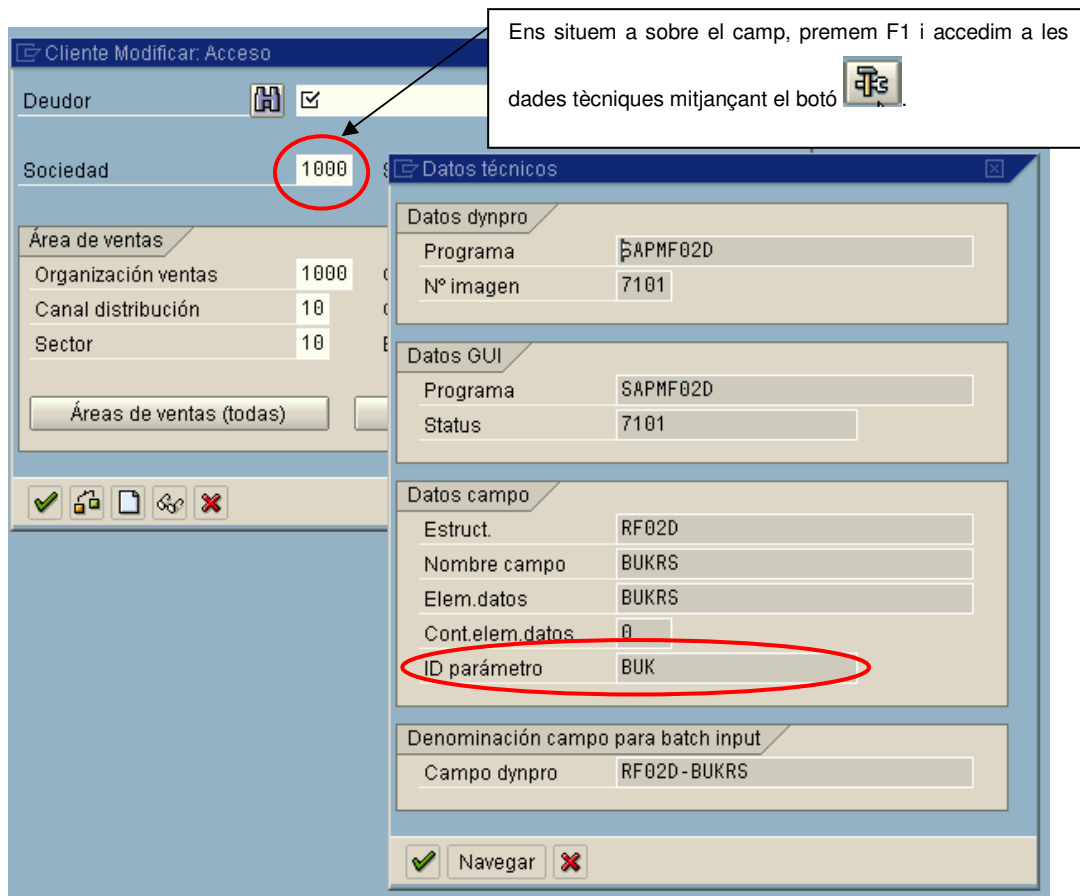 Ens situem a sobre el camp, premem F1 i accedim a les
dades tècniques mitjançant el botó .
Cliente Modificar: Acceso
Deudor
Sociedad 1000
Área de ventas
Organización ventas 1000
Canal distribución 10
Sector 10
Áreas de ventas (todas)
Datos técnicos
Datos dynpro
Programa SAPMF02D
Nº imagen 7101
Datos GUI
Programa SAPMF02D
Status 7101
Datos campo
Estruct. RF02D
Nombre campo BUKRS
Elem.datos BUKRS
Cont.elem.datos 0
ID parámetro BUK
Denominación campo para batch input
Campo dynpro RF02D-BUKRS
Navegar